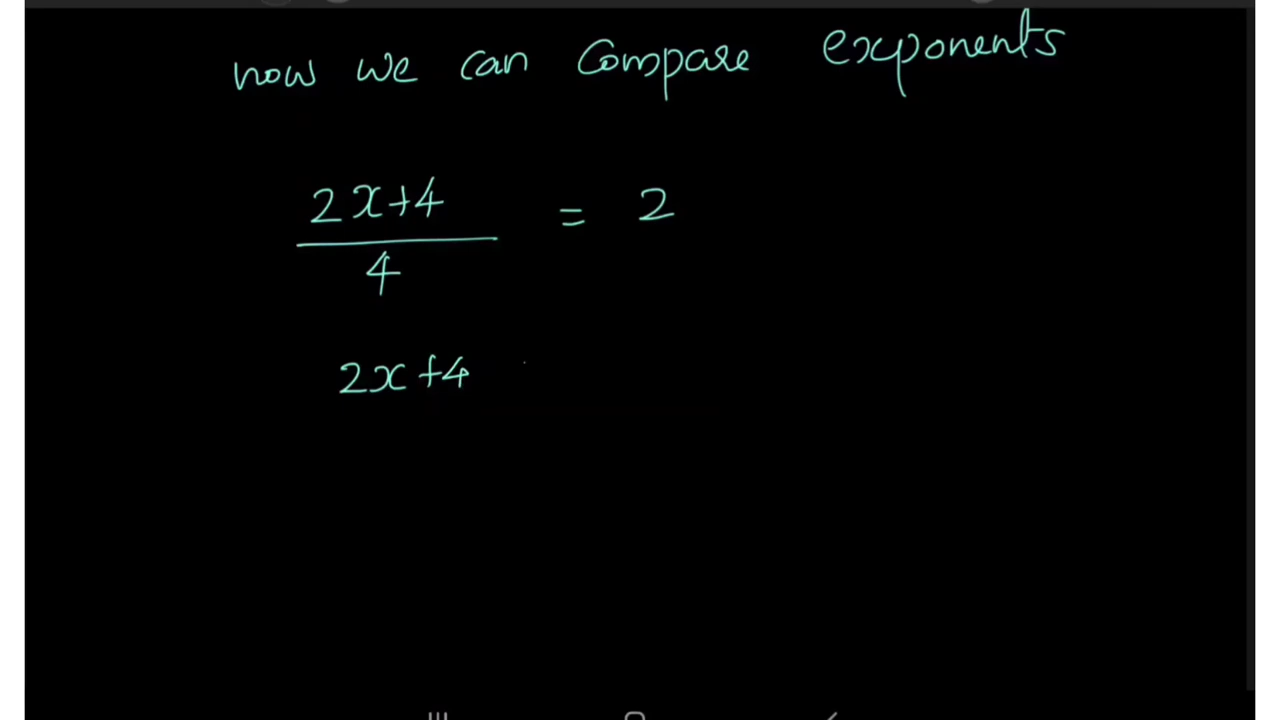 now we can Compare exponents
2x+4
= 2
4
2x+4